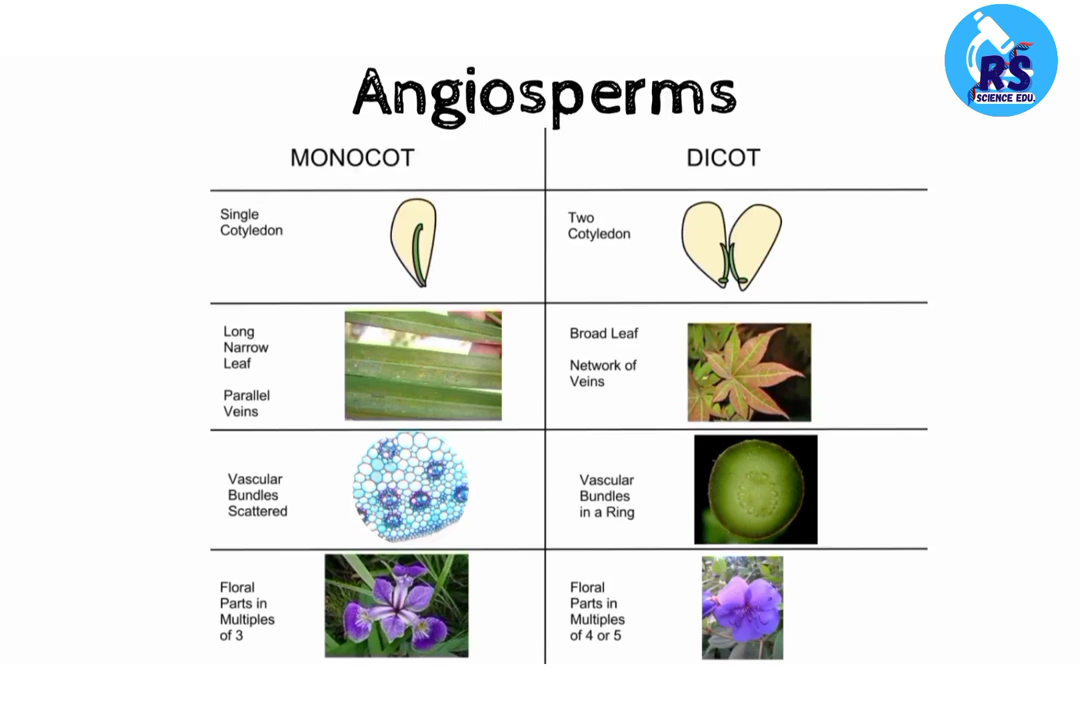 RS
SCIENCE EDU.
Angiosperms
MONOCOT
DICOT
Single
Cotyledon
Two
Cotyledon
Long
Narrow
Leaf
Parallel
Veins
Broad Leaf
Network of
Veins
Vascular
Bundles
Scattered
Vascular
Bundles
in a Ring
Floral
Parts in
Multiples
of 3
Floral
Parts in
Multiples
of 4 or 5